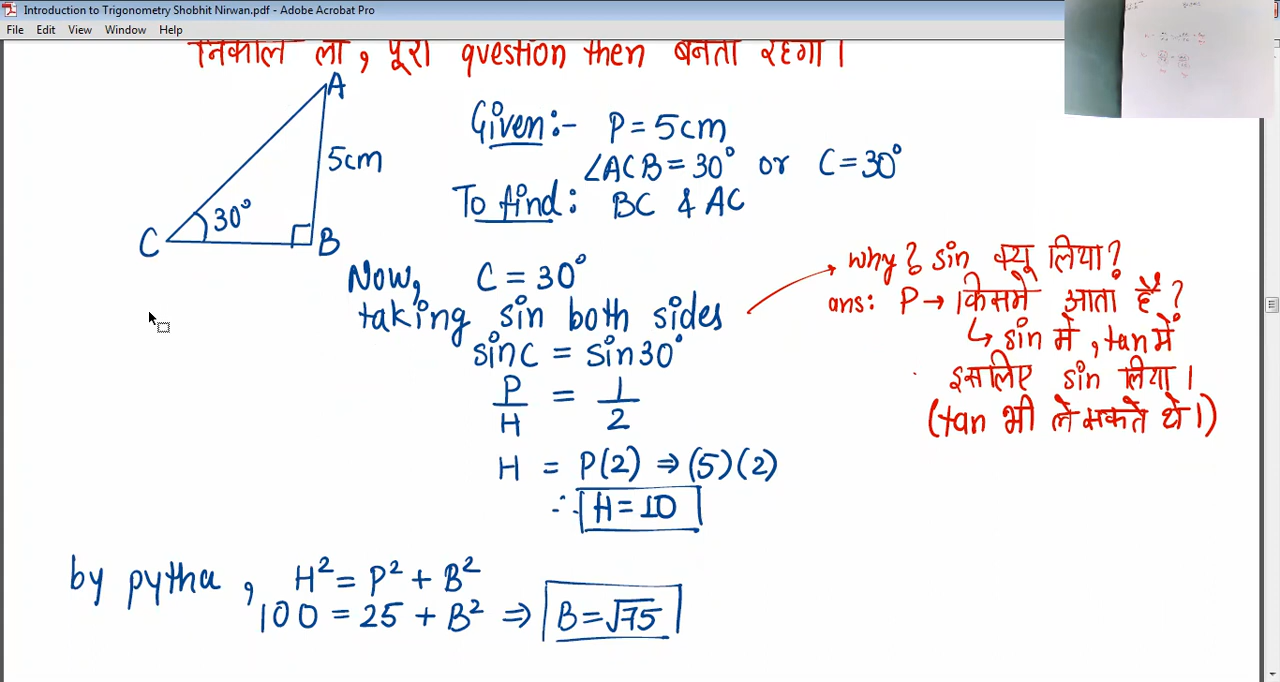 Introduction to Trigonometry Shobhit Nirwan.pdf - Adobe Acrobat Pro
File Edit View Window Help
निकाल लो, पूरा question then बनता रहेगा।
A
5cm
30°
C
B
Given:- P = 5cm
∠ACB = 30° or C = 30°
To find: BC & AC
Now, C = 30°
taking sin both sides
sinC = sin30°
P/H = 1/2
H = P(2) ⇒ (5)(2)
∴ H = 10
why? sin क्यू लिया?
ans: P → किसमें आता है?
↳ sin में, tan में
इसलिए sin लिया।
(tan भी ले सकते थे।)
by pytha, H² = P² + B²
100 = 25 + B² ⇒ B = √75